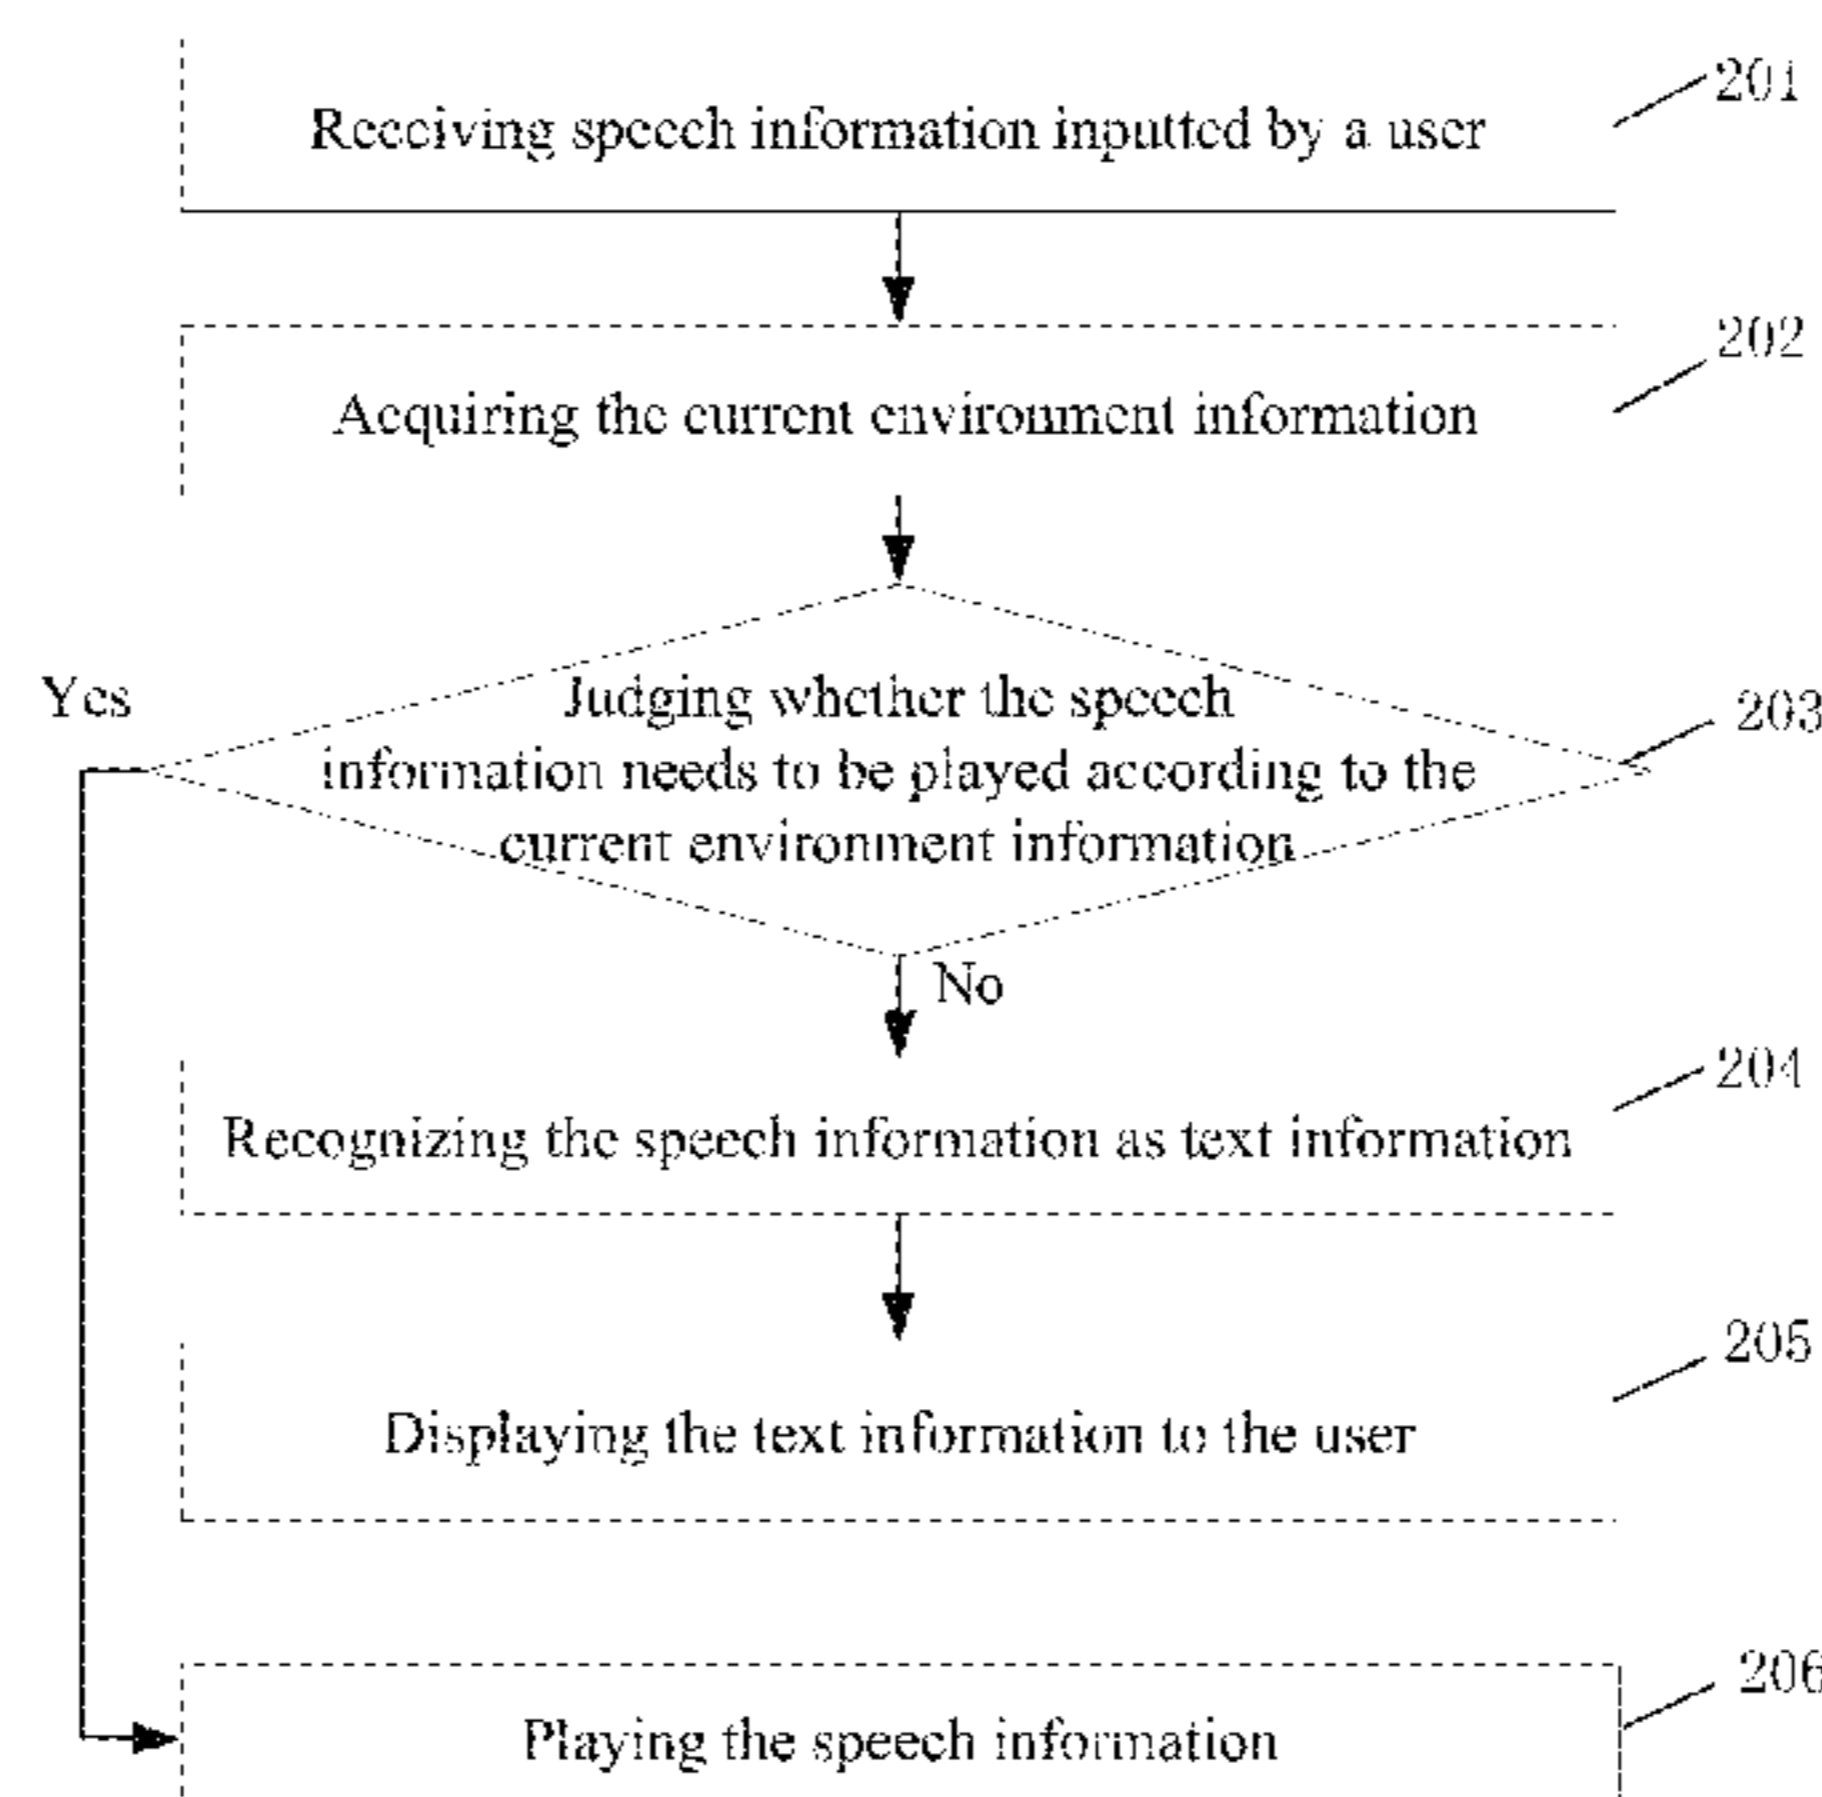 201
Receiving speech information inputted by a user
202
Acquiring the current environment information
Yes
Judging whether the speech
203
information needs to be played according to the
current environment information
No
204
Recognizing the speech information as text information
205
Displaying the text information to the user
206
Playing the speech information